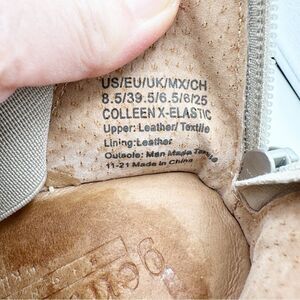 US/EU/UK/MX/CH
8.5/39.5/6.5/6/25
COLLEEN X-ELASTIC
Upper: Leather/ Textile
Lining: Leather
Outsole: Man Made
11-21 Made in China